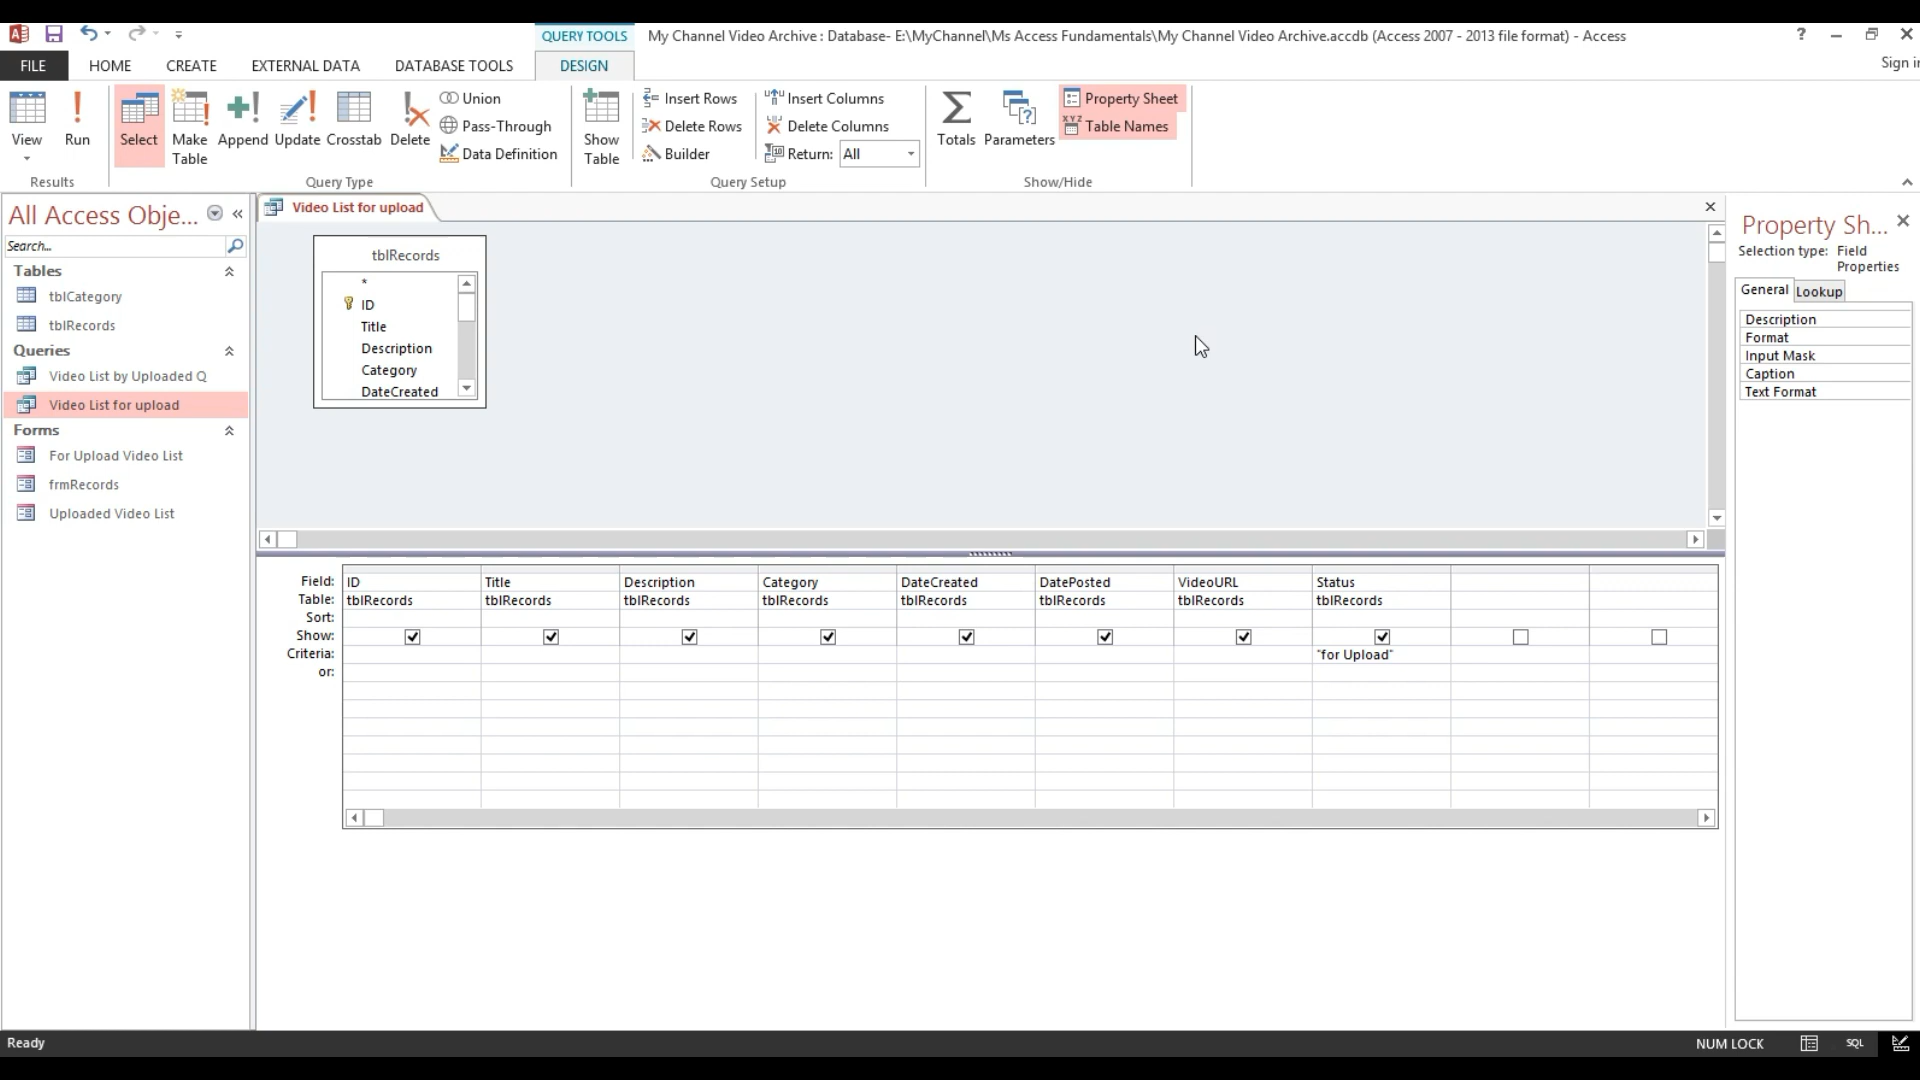 QUERY TOOLS
My Channel Video Archive : Database- E:\MyChannel\Ms Access Fundamentals\My Channel Video Archive.accdb (Access 2007 - 2013 file format) - Access
?
FILE HOME CREATE EXTERNAL DATA DATABASE TOOLS DESIGN
Sign in
View
Run
Select
Make Table
Append
Update
Crosstab
Delete
Union
Pass-Through
Data Definition
Show Table
Insert Rows
Delete Rows
Builder
Insert Columns
Delete Columns
Return: All
Totals
Parameters
Property Sheet
Table Names
Results
Query Type
Query Setup
Show/Hide
All Access Obje...
Search...
Tables
tblCategory
tblRecords
Queries
Video List by Uploaded Q
Video List for upload
Forms
For Upload Video List
frmRecords
Uploaded Video List
Video List for upload
tblRecords
*
ID
Title
Description
Category
DateCreated
Field: ID Title Description Category DateCreated DatePosted VideoURL Status
Table: tblRecords tblRecords tblRecords tblRecords tblRecords tblRecords tblRecords tblRecords
Sort:
Show:
Criteria: "for Upload"
or:
Property Sh...
Selection type: Field Properties
General Lookup
Description
Format
Input Mask
Caption
Text Format
Ready
NUM LOCK
SQL